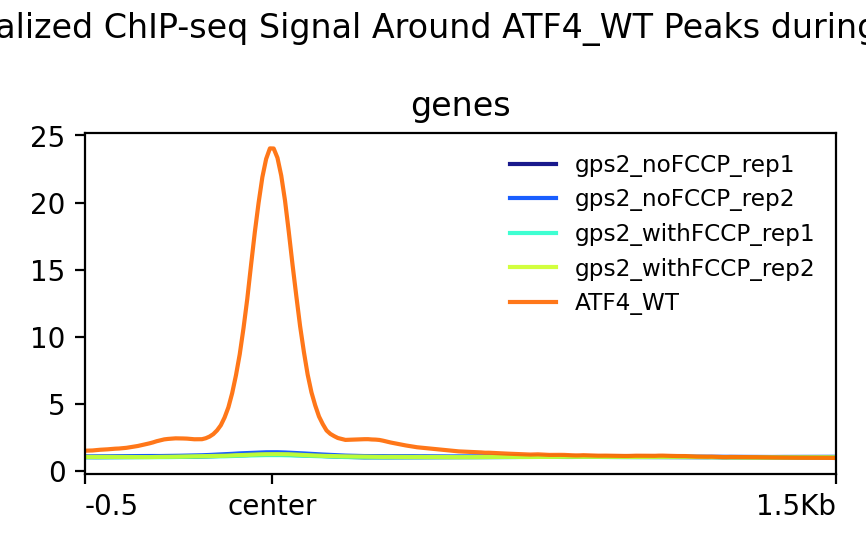 alized ChIP-seq Signal Around ATF4_WT Peaks during
genes
25
20
15
10
5
0
gps2_noFCCP_rep1
gps2_noFCCP_rep2
gps2_withFCCP_rep1
gps2_withFCCP_rep2
ATF4_WT
-0.5
center
1.5Kb